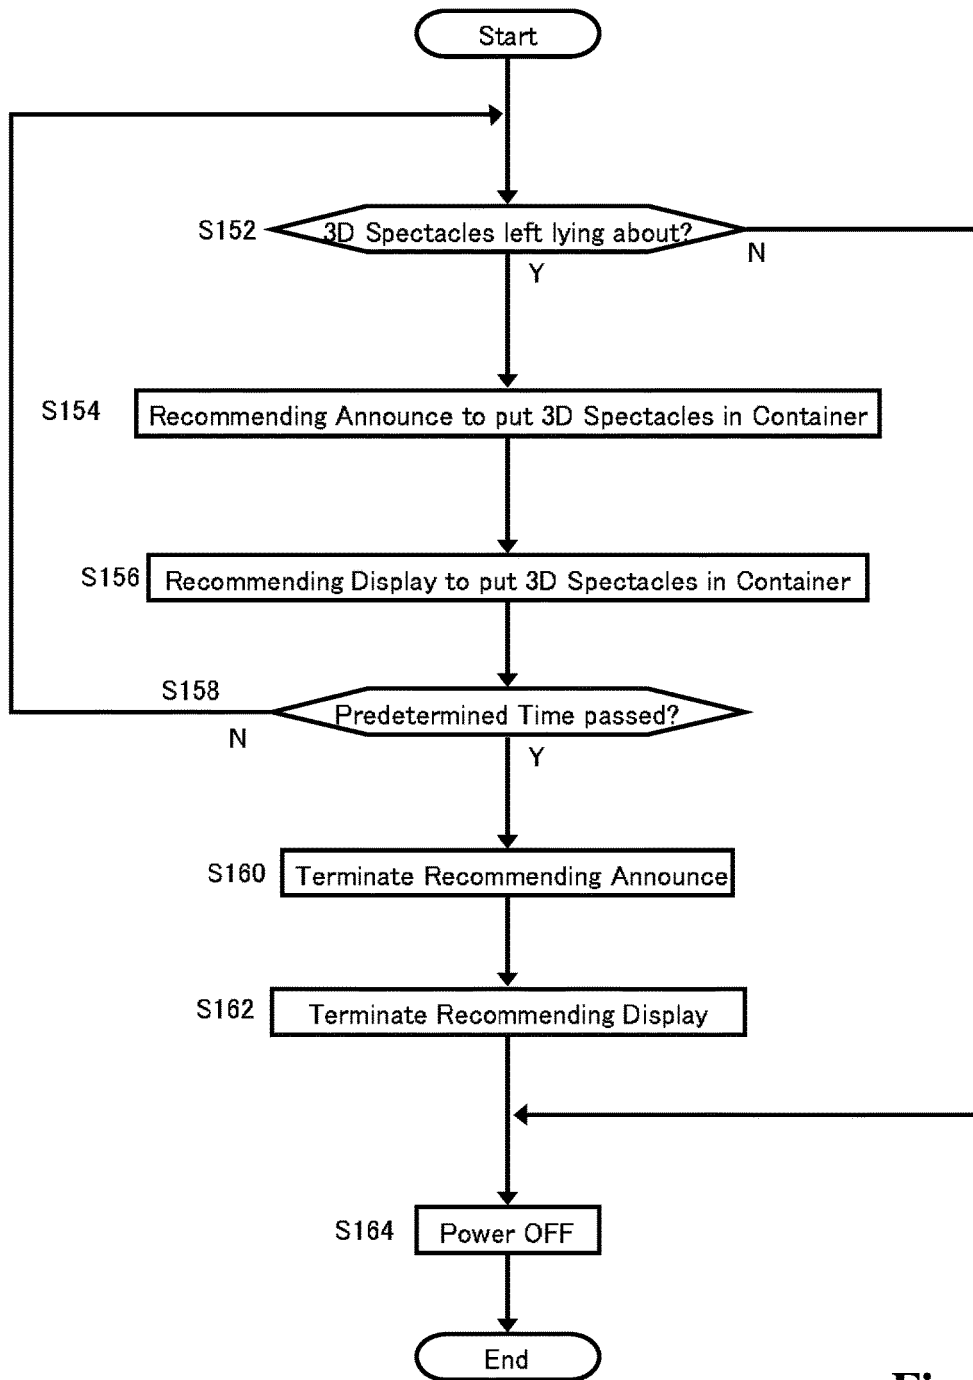 Start
S152
3D Spectacles left lying about?
N
Y
S154
Recommending Announce to put 3D Spectacles in Container
S156
Recommending Display to put 3D Spectacles in Container
S158
Predetermined Time passed?
N
Y
S160
Terminate Recommending Announce
S162
Terminate Recommending Display
S164
Power OFF
End